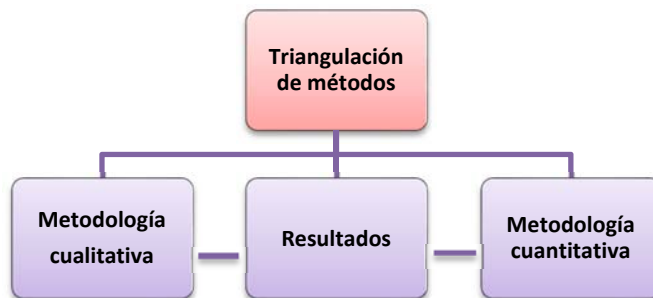 Triangulación
de métodos
Metodología
cualitativa
Resultados
Metodología
cuantitativa